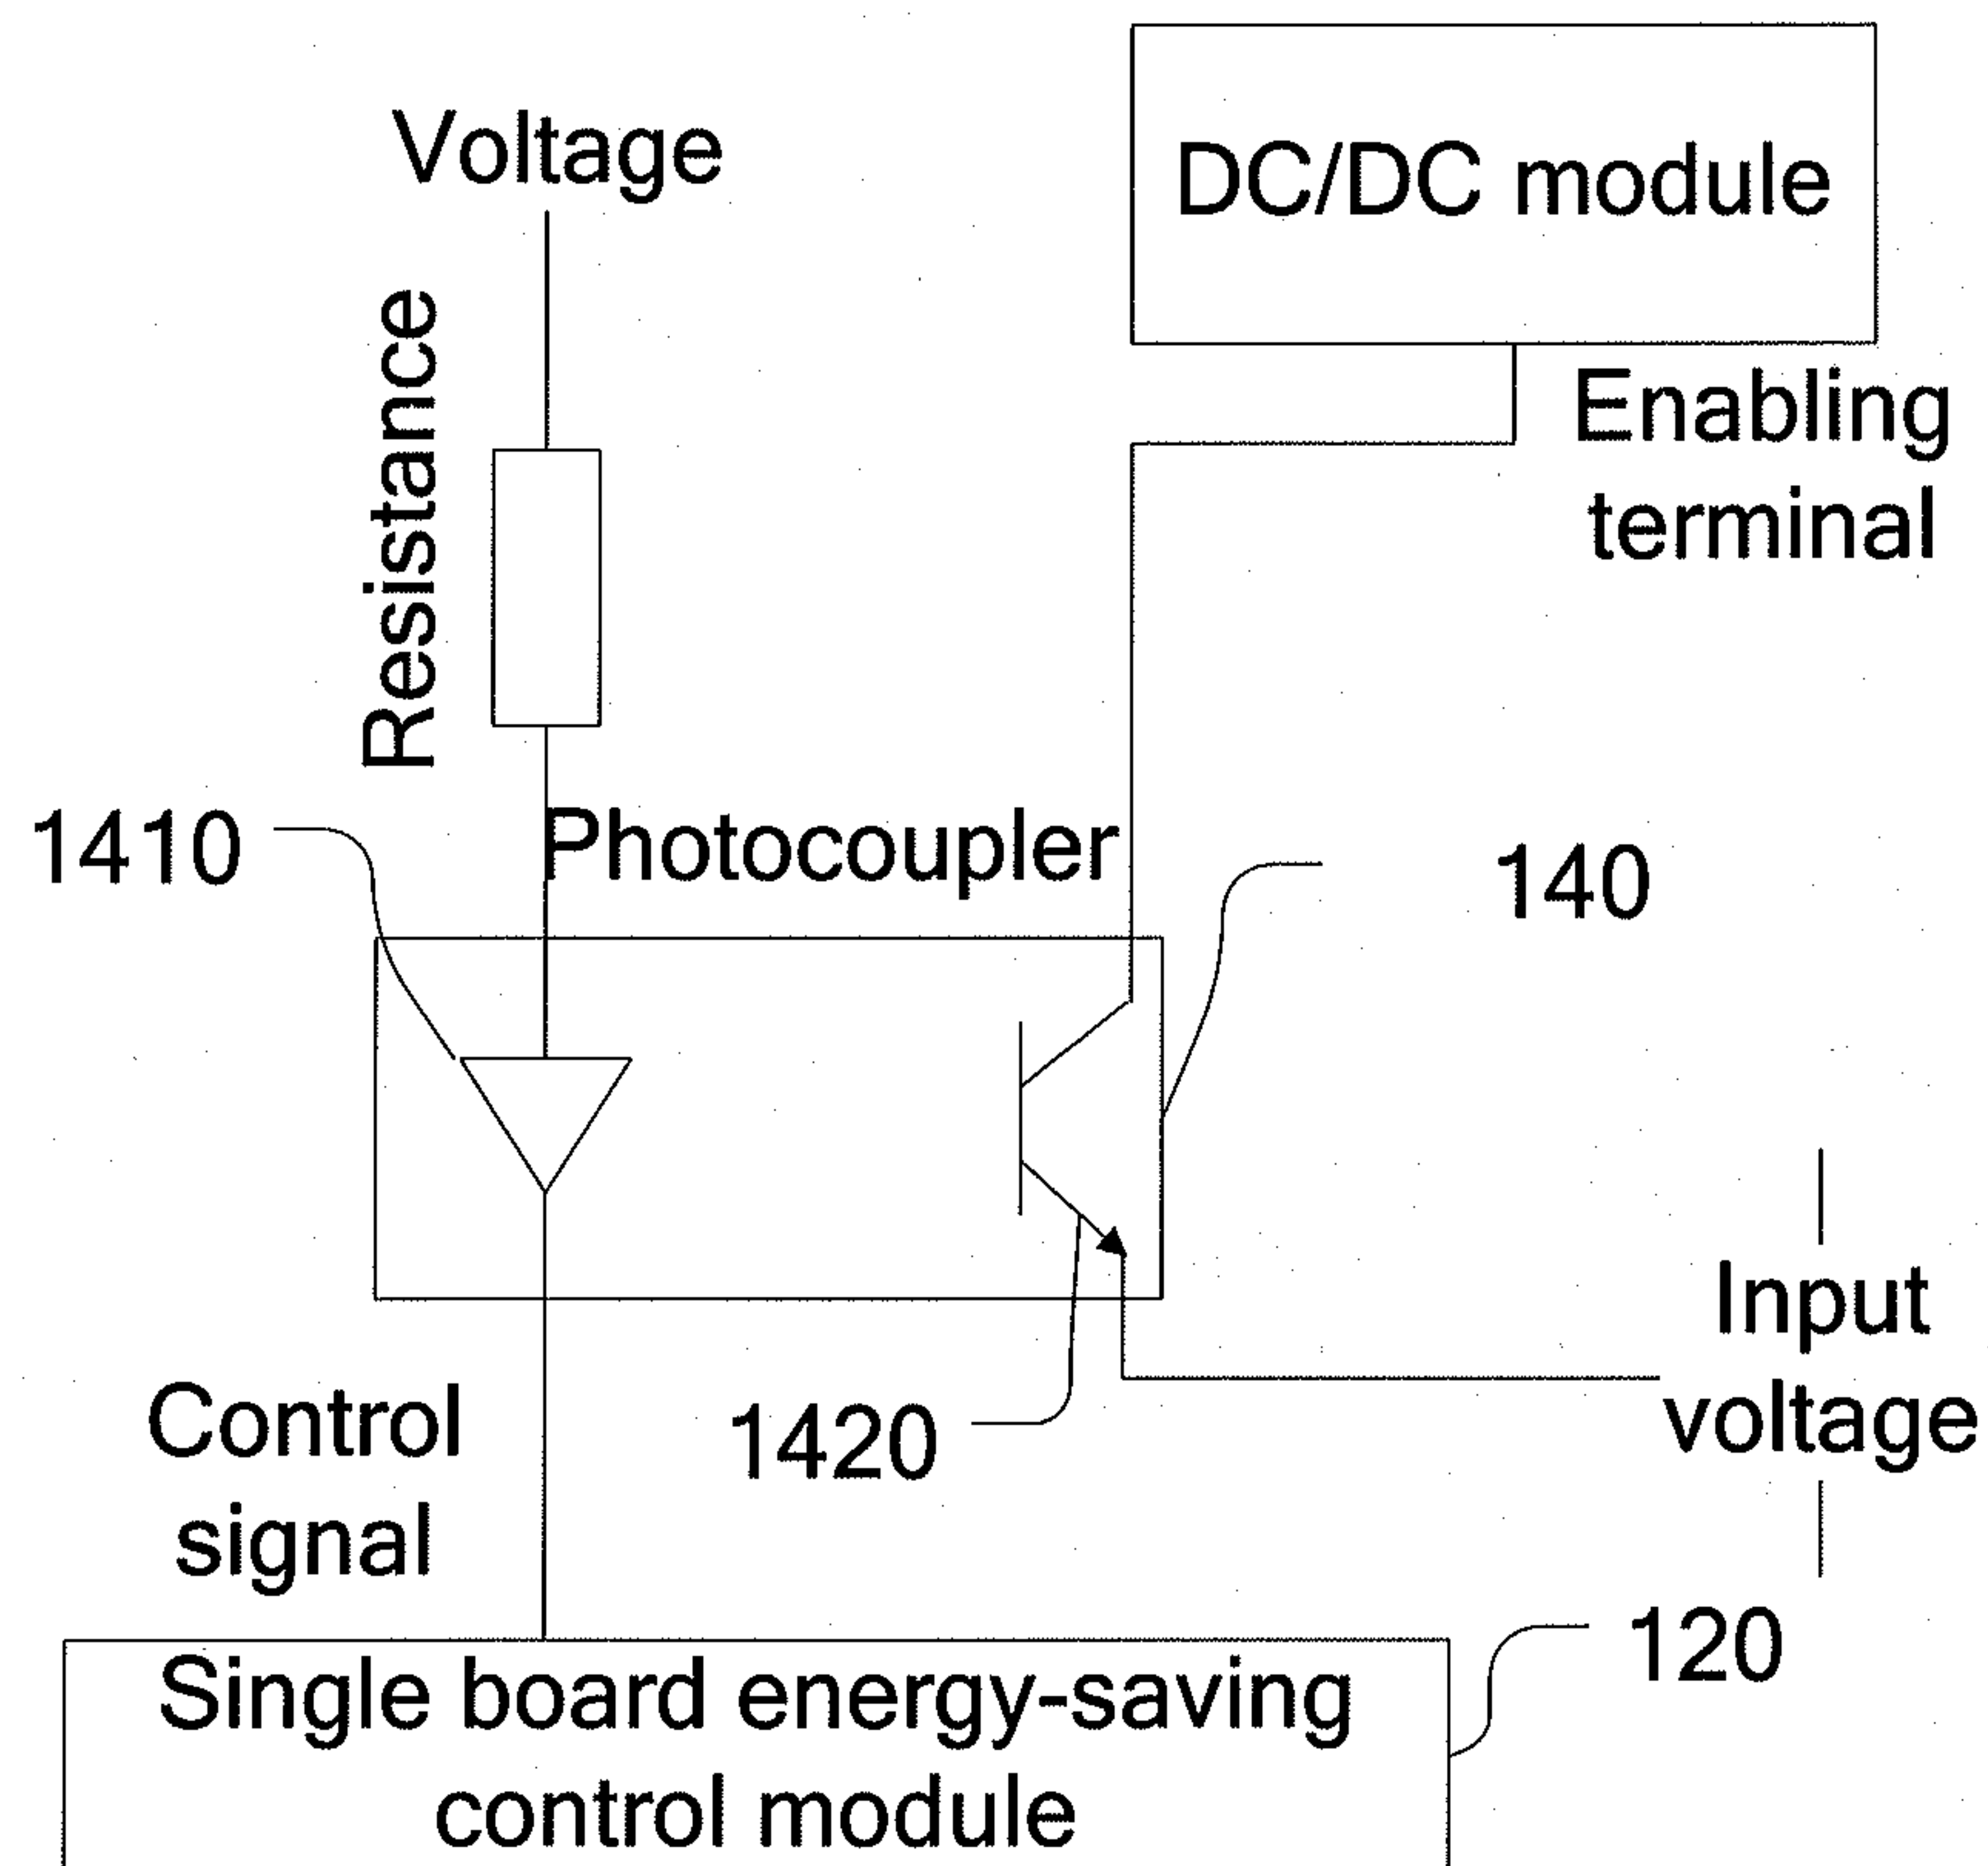 Voltage
DC/DC module
Resistance
Enabling
terminal
1410
Photocoupler
140
Input
voltage
Control
signal
1420
120
Single board energy-saving
control module